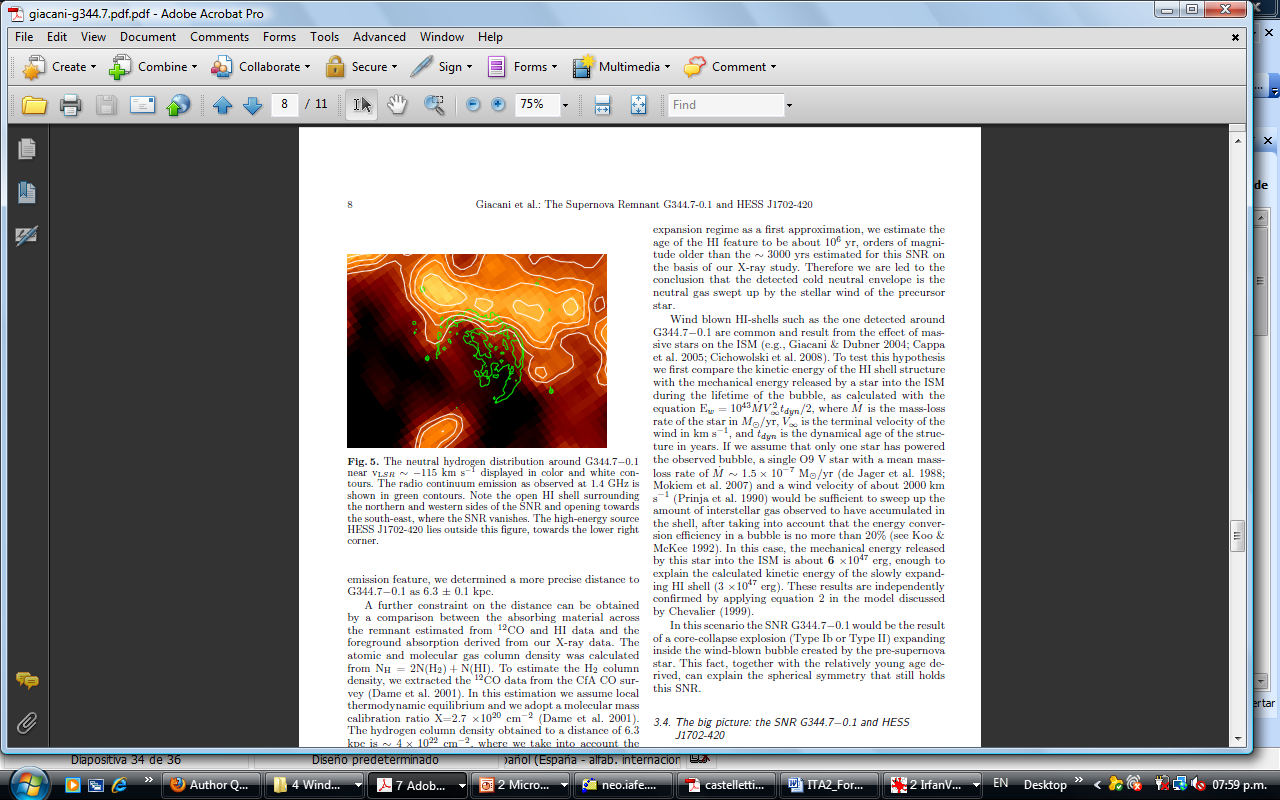 giacani-g344.7.pdf.pdf - Adobe Acrobat Pro
File Edit View Document Comments Forms Tools Advanced Window Help
Create Combine Collaborate Secure Sign Forms Multimedia Comment
8 / 11 75% Find
8 Giacani et al.: The Supernova Remnant G344.7-0.1 and HESS J1702-420
Fig. 5. The neutral hydrogen distribution around G344.7−0.1
near vLSR ∼ −115 km s−1 displayed in color and white con-
tours. The radio continuum emission as observed at 1.4 GHz is
shown in green contours. Note the open HI shell surrounding
the northern and western sides of the SNR and opening towards
the south-east, where the SNR vanishes. The high-energy source
HESS J1702-420 lies outside this figure, towards the lower right
corner.
emission feature, we determined a more precise distance to
G344.7−0.1 as 6.3 ± 0.1 kpc.
A further constraint on the distance can be obtained
by a comparison between the absorbing material across
the remnant estimated from 12CO and HI data and the
foreground absorption derived from our X-ray data. The
atomic and molecular gas column density was calculated
from NH = 2N(H2) + N(HI). To estimate the H2 column
density, we extracted the 12CO data from the CfA CO sur-
vey (Dame et al. 2001). In this estimation we assume local
thermodynamic equilibrium and we adopt a molecular mass
calibration ratio X=2.7 ×10^20 cm−2 (Dame et al. 2001).
The hydrogen column density obtained to a distance of 6.3
kpc is ∼ 4 × 10^22 cm−2, where we take into account the
expansion regime as a first approximation, we estimate the
age of the HI feature to be about 10^6 yr, orders of magni-
tude older than the ∼ 3000 yrs estimated for this SNR on
the basis of our X-ray study. Therefore we are led to the
conclusion that the detected cold neutral envelope is the
neutral gas swept up by the stellar wind of the precursor
star.
Wind blown HI-shells such as the one detected around
G344.7−0.1 are common and result from the effect of mas-
sive stars on the ISM (e.g., Giacani & Dubner 2004; Cappa
et al. 2005; Cichowolski et al. 2008). To test this hypothesis
we first compare the kinetic energy of the HI shell structure
with the mechanical energy released by a star into the ISM
during the lifetime of the bubble, as calculated with the
equation Ew = 10^43 ṀV∞^2 tdyn/2, where Ṁ is the mass-loss
rate of the star in M⊙/yr, V∞ is the terminal velocity of the
wind in km s−1, and tdyn is the dynamical age of the struc-
ture in years. If we assume that only one star has powered
the observed bubble, a single O9 V star with a mean mass-
loss rate of Ṁ ∼ 1.5 × 10^−7 M⊙/yr (de Jager et al. 1988;
Mokiem et al. 2007) and a wind velocity of about 2000 km
s−1 (Prinja et al. 1990) would be sufficient to sweep up the
amount of interstellar gas observed to have accumulated in
the shell, after taking into account that the energy conver-
sion efficiency in a bubble is no more than 20% (see Koo &
McKee 1992). In this case, the mechanical energy released
by this star into the ISM is about 6 ×10^47 erg, enough to
explain the calculated kinetic energy of the slowly expand-
ing HI shell (3 ×10^47 erg). These results are independently
confirmed by applying equation 2 in the model discussed
by Chevalier (1999).
In this scenario the SNR G344.7−0.1 would be the result
of a core-collapse explosion (Type Ib or Type II) expanding
inside the wind-blown bubble created by the pre-supernova
star. This fact, together with the relatively young age de-
rived, can explain the spherical symmetry that still holds
this SNR.
3.4. The big picture: the SNR G344.7−0.1 and HESS
J1702-420
de
ertar
Diapositiva 34 de 36 Diseño predeterminado pañol (España - alfab. internacion
Author Q... 4 Wind... 7 Adob... 2 Micro... neo.iafe.... castelletti... ITA2_For... 2 IrfanV... EN Desktop 07:59 p.m.